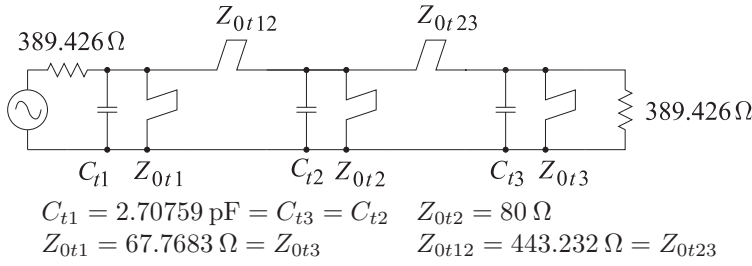 Z₀t12 Z₀t23
389.426 Ω
389.426 Ω
Ct1 Z₀t1 Ct2 Z₀t2 Ct3 Z₀t3
Ct1 = 2.70759 pF = Ct3 = Ct2 Z₀t2 = 80 Ω
Z₀t1 = 67.7683 Ω = Z₀t3 Z₀t12 = 443.232 Ω = Z₀t23